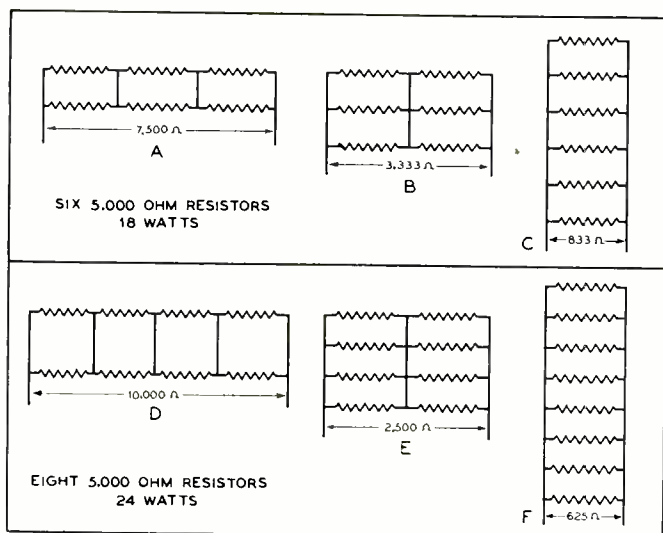 7,500 Ω
A
3,333 Ω
B
SIX 5.000 OHM RESISTORS
18 WATTS
C
833 Ω
10,000 Ω
D
2,500 Ω
E
EIGHT 5.000 OHM RESISTORS
24 WATTS
F
625 Ω